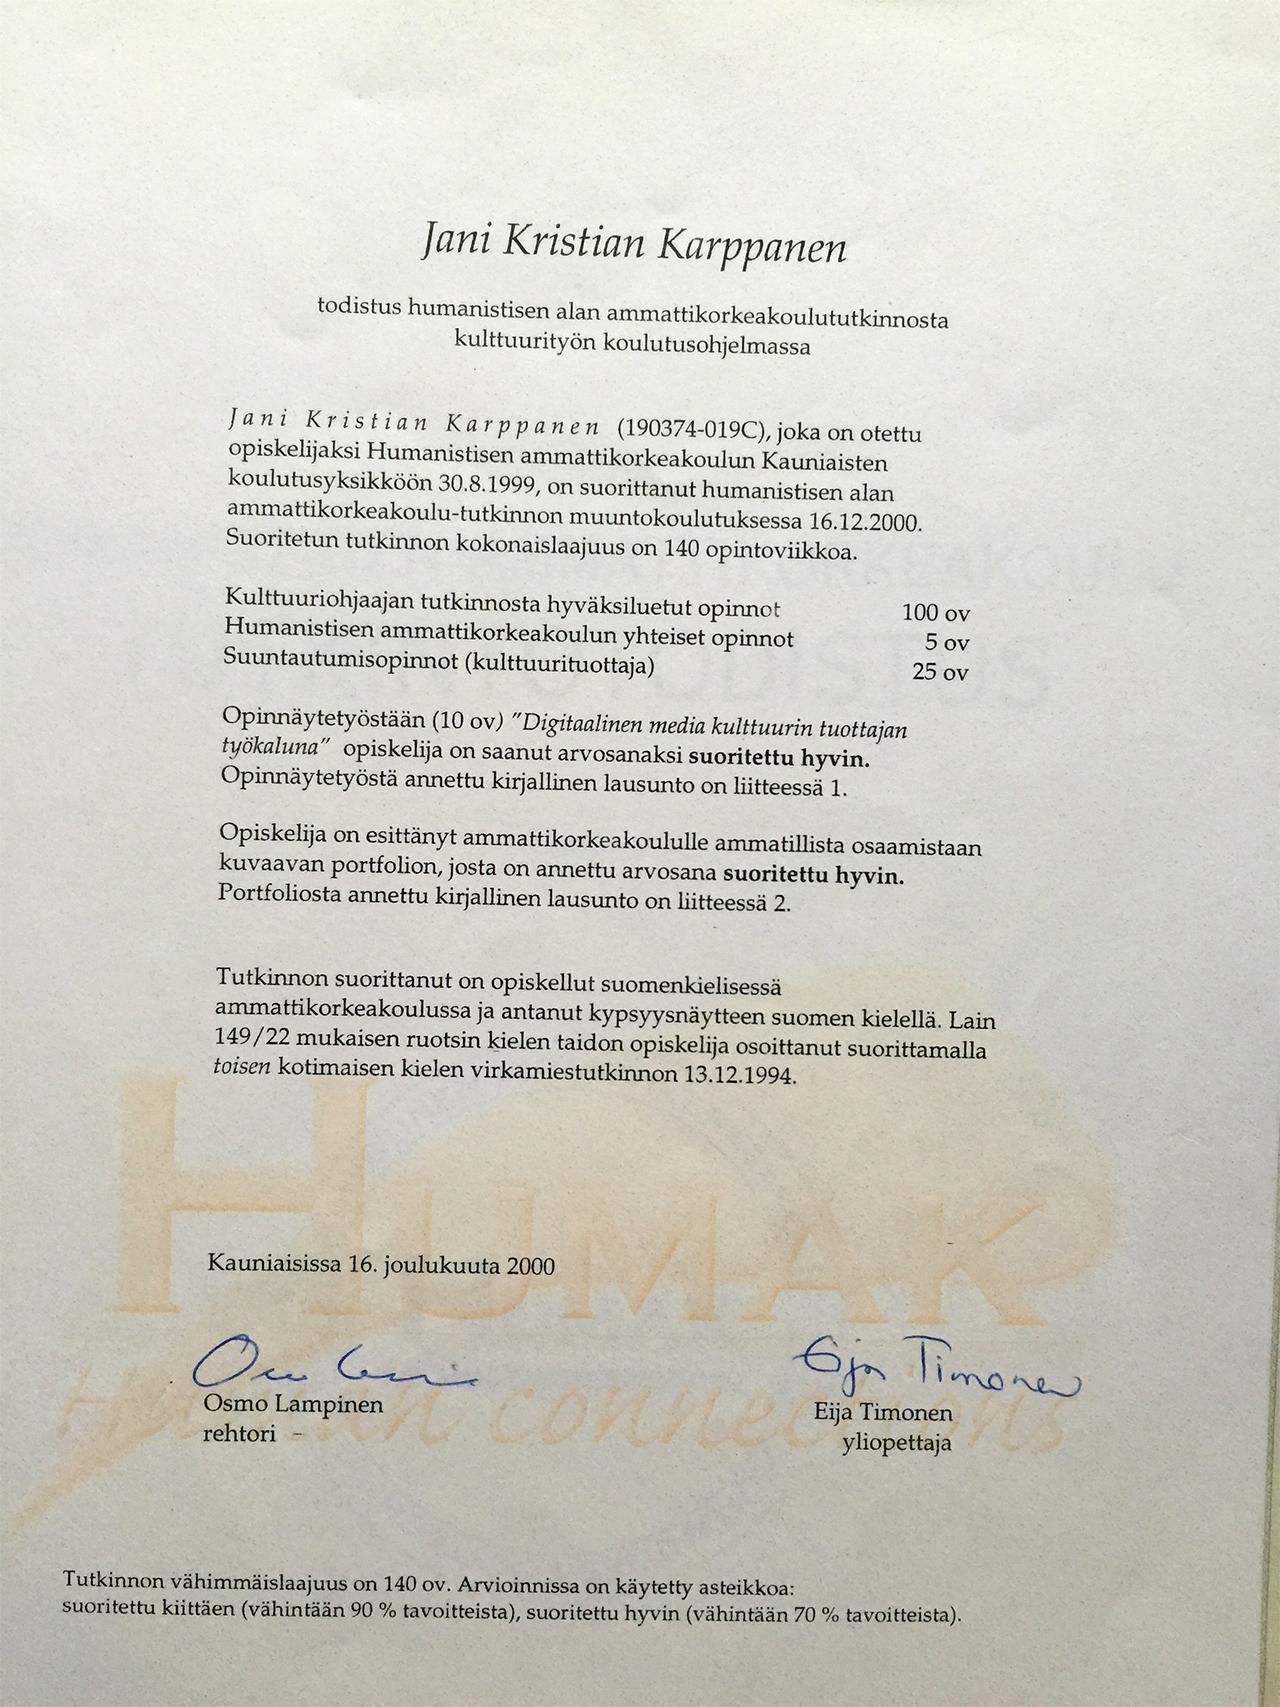 Jani Kristian Karppanen
todistus humanistisen alan ammattikorkeakoulututkinnosta
kulttuurityön koulutusohjelmassa
Jani Kristian Karppanen (190374-019C), joka on otettu
opiskelijaksi Humanistisen ammattikorkeakoulun Kauniaisten
koulutusyksikköön 30.8.1999, on suorittanut humanistisen alan
ammattikorkeakoulu-tutkinnon muuntokoulutuksessa 16.12.2000.
Suoritetun tutkinnon kokonaislaajuus on 140 opintoviikkoa.
Kulttuuriohjaajan tutkinnosta hyväksiluetut opinnot 100 ov
Humanistisen ammattikorkeakoulun yhteiset opinnot 5 ov
Suuntautumisopinnot (kulttuurituottaja) 25 ov
Opinnäytetyöstään (10 ov) "Digitaalinen media kulttuurin tuottajan
työkaluna" opiskelija on saanut arvosanaksi suoritettu hyvin.
Opinnäytetyöstä annettu kirjallinen lausunto on liitteessä 1.
Opiskelija on esittänyt ammattikorkeakoululle ammatillista osaamistaan
kuvaavan portfolion, josta on annettu arvosana suoritettu hyvin.
Portfoliosta annettu kirjallinen lausunto on liitteessä 2.
Tutkinnon suorittanut on opiskellut suomenkielisessä
ammattikorkeakoulussa ja antanut kypsyysnäytteen suomen kielellä. Lain
149/22 mukaisen ruotsin kielen taidon opiskelija osoittanut suorittamalla
toisen kotimaisen kielen virkamiestutkinnon 13.12.1994.
HUMAK
Kauniaisissa 16. joulukuuta 2000
Eija Timonen
Osmo Lampinen
Eija Timonen
rehtori -
yliopettaja
Human connections
Tutkinnon vähimmäislaajuus on 140 ov. Arvioinnissa on käytetty asteikkoa:
suoritettu kiittäen (vähintään 90 % tavoitteista), suoritettu hyvin (vähintään 70 % tavoitteista).